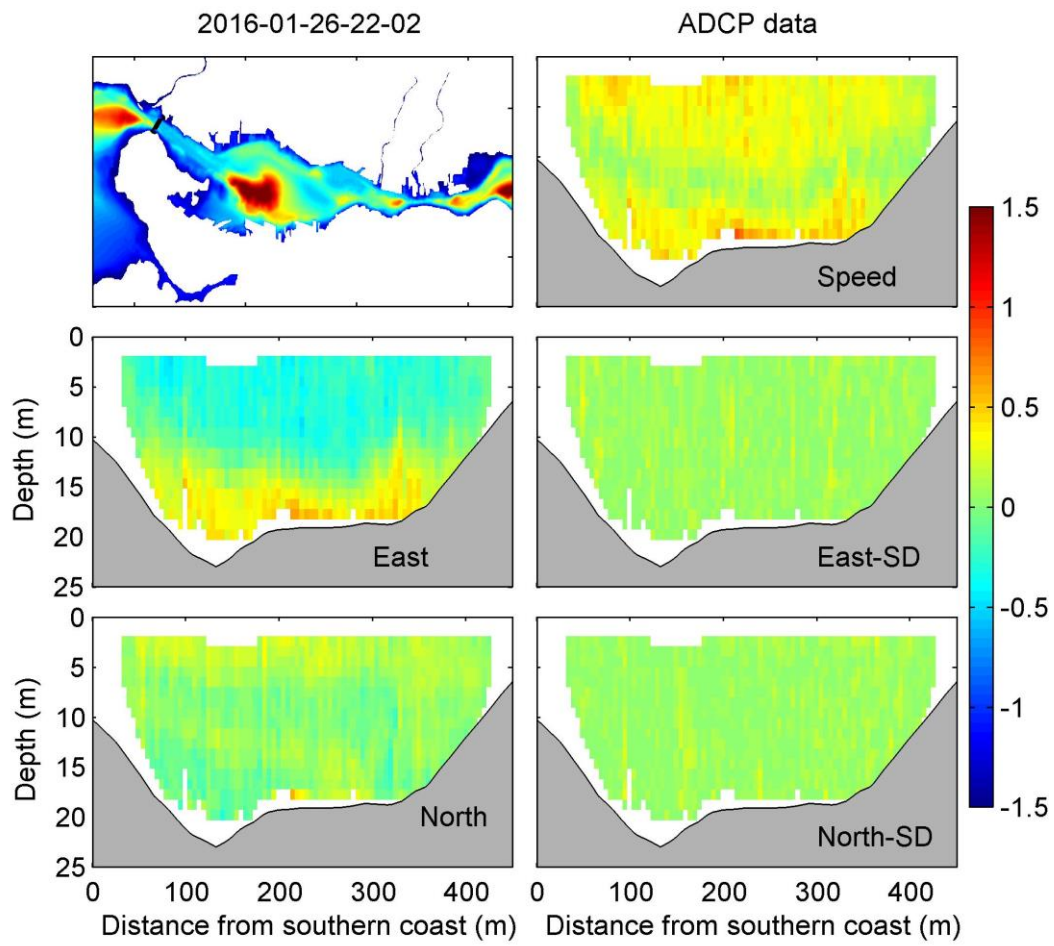 2016-01-26-22-02
ADCP data
Speed
1.5
1
0.5
0
-0.5
-1
-1.5
0
5
10
15
20
25
Depth (m)
East
East-SD
0
5
10
15
20
25
Depth (m)
North
North-SD
0 100 200 300 400
0 100 200 300 400
Distance from southern coast (m)
Distance from southern coast (m)